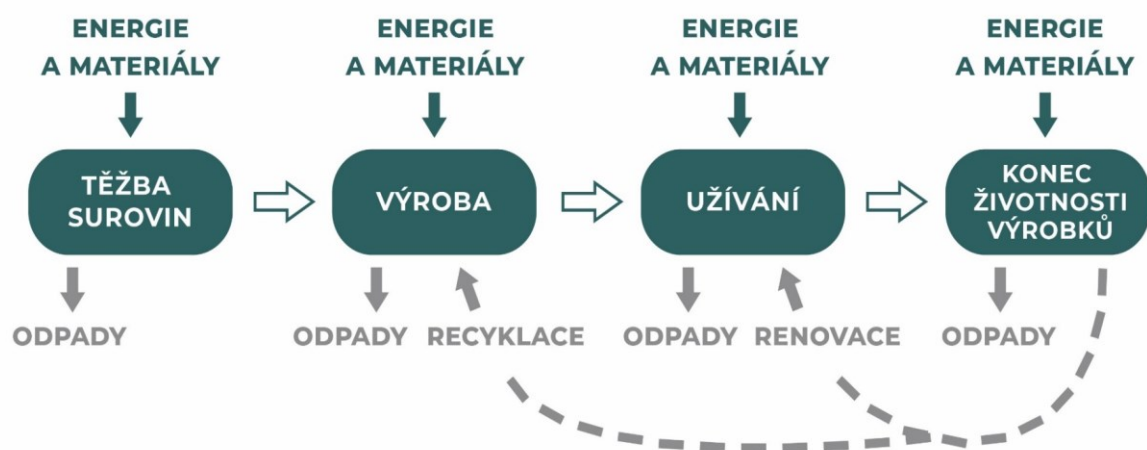 ENERGIE
A MATERIÁLY
ENERGIE
A MATERIÁLY
ENERGIE
A MATERIÁLY
ENERGIE
A MATERIÁLY
TĚŽBA
SUROVIN
VÝROBA
UŽÍVÁNÍ
KONEC
ŽIVOTNOSTI
VÝROBKŮ
ODPADY
ODPADY
RECYKLACE
ODPADY
RENOVACE
ODPADY